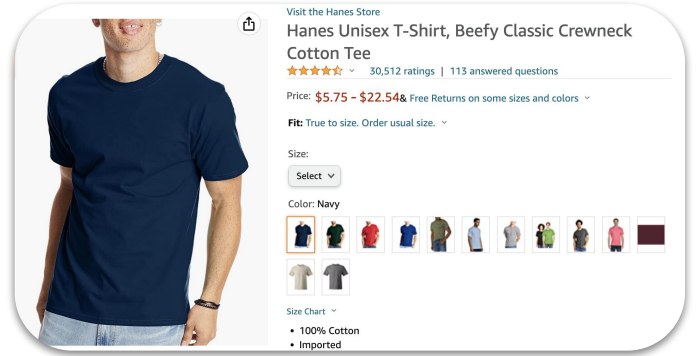 Visit the Hanes Store
Hanes Unisex T-Shirt, Beefy Classic Crewneck
Cotton Tee
30,512 ratings | 113 answered questions
Price: $5.75 - $22.54& Free Returns on some sizes and colors
Fit: True to size. Order usual size.
Size:
Select
Color: Navy
Size Chart
• 100% Cotton
• Imported